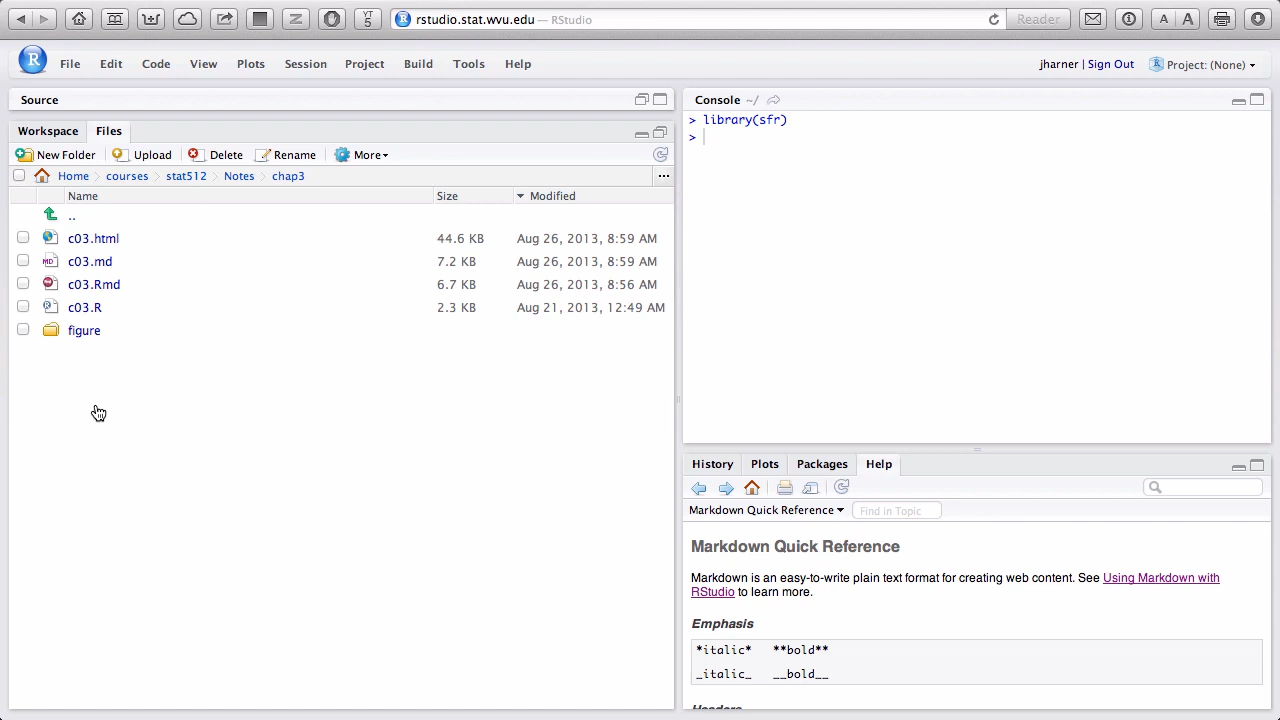 rstudio.stat.wvu.edu — RStudio
Reader
A A
YT 5
Z
R
File Edit Code View Plots Session Project Build Tools Help
jharner | Sign Out
Project: (None)
Source
Workspace Files
New Folder Upload Delete Rename More
Home courses stat512 Notes chap3 ...
Name Size Modified
..
c03.html 44.6 KB Aug 26, 2013, 8:59 AM
c03.md 7.2 KB Aug 26, 2013, 8:59 AM
c03.Rmd 6.7 KB Aug 26, 2013, 8:56 AM
c03.R 2.3 KB Aug 21, 2013, 12:49 AM
figure
Console ~/
> library(sfr)
>
History Plots Packages Help
Markdown Quick Reference Find in Topic
Markdown Quick Reference
Markdown is an easy-to-write plain text format for creating web content. See Using Markdown with
RStudio to learn more.
Emphasis
*italic* **bold**
_italic_ __bold__
Headers